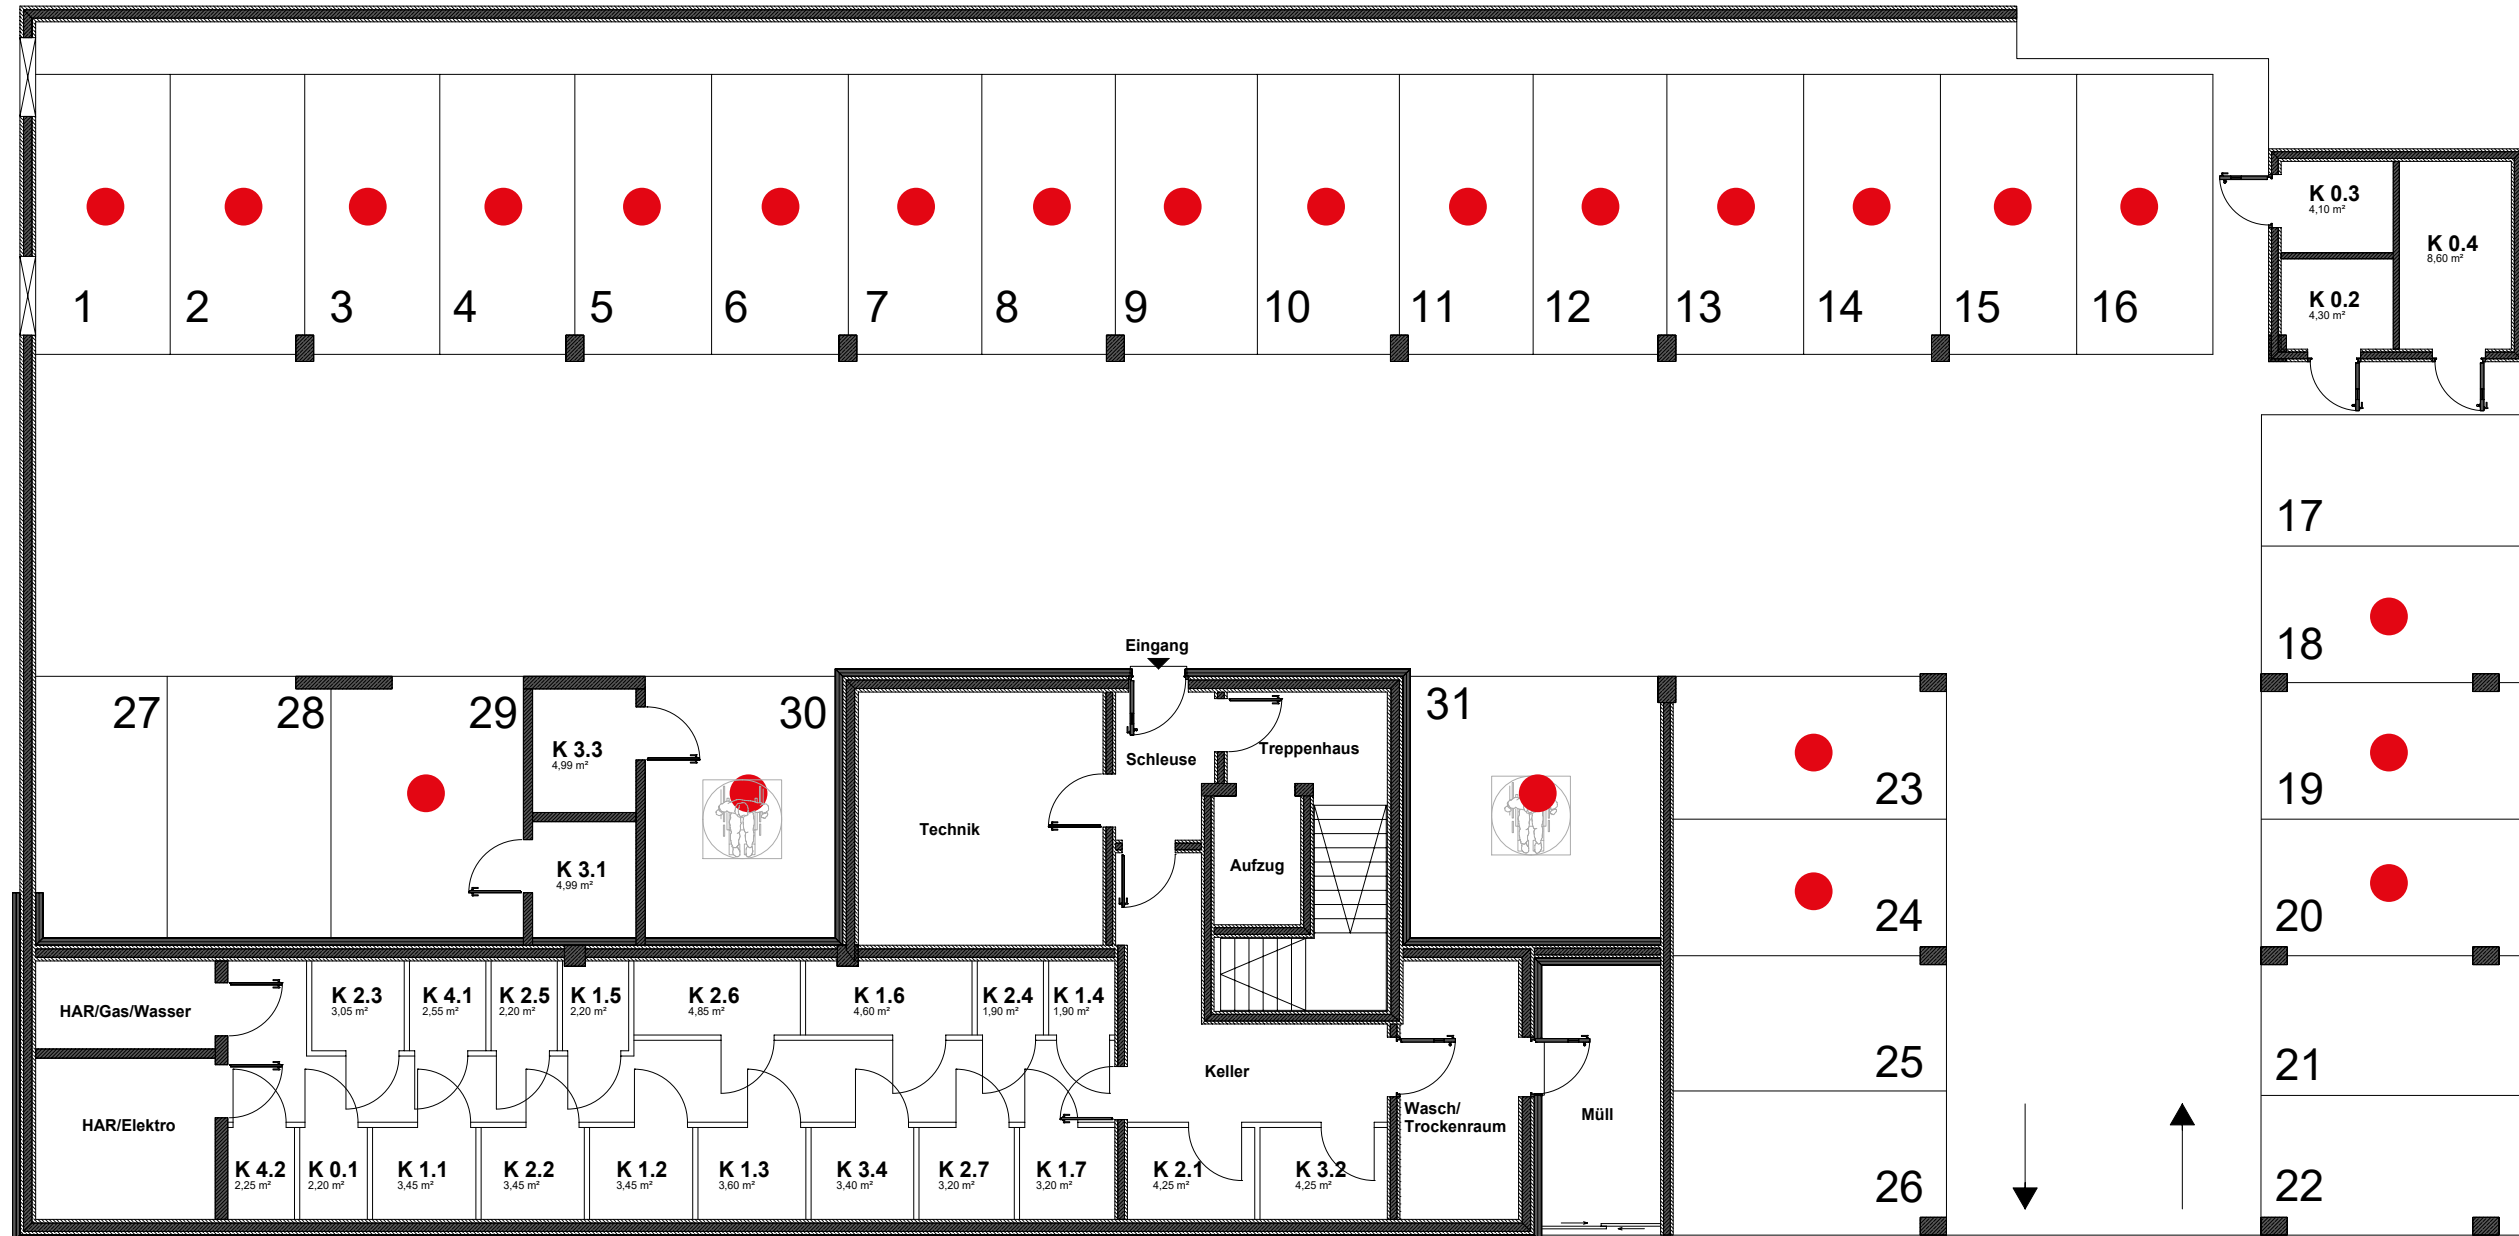 K 0.3
4,10 m²
K 0.4
8,60 m²
K 0.2
4,30 m²
1 2 3 4 5 6 7 8 9 10 11 12 13 14 15 16
17
18
19
20
21
22
Eingang
27 28 29 30
31
K 3.3
4,99 m²
Schleuse
Treppenhaus
23
Technik
K 3.1
4,99 m²
Aufzug
24
25
26
HAR/Gas/Wasser
K 2.3
3,05 m²
K 4.1
2,55 m²
K 2.5
2,20 m²
K 1.5
2,20 m²
K 2.6
4,85 m²
K 1.6
4,60 m²
K 2.4
1,90 m²
K 1.4
1,90 m²
Keller
HAR/Elektro
Wasch/
Trockenraum
Müll
K 4.2
2,25 m²
K 0.1
2,20 m²
K 1.1
3,45 m²
K 2.2
3,45 m²
K 1.2
3,45 m²
K 1.3
3,60 m²
K 3.4
3,40 m²
K 2.7
3,20 m²
K 1.7
3,20 m²
K 2.1
4,25 m²
K 3.2
4,25 m²